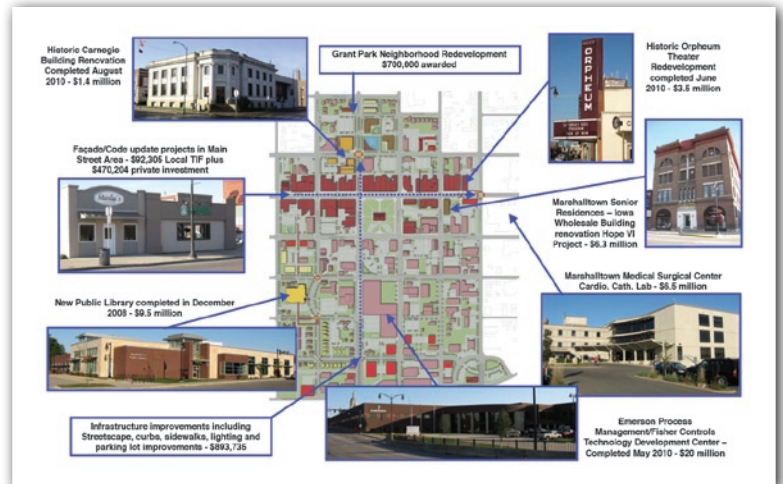 Historic Carnegie
Building Renovation
Completed August
2010 - $1.4 million
Grant Park Neighborhood Redevelopment
$700,000 awarded
ORPHEUM
Historic Orpheum
Theater
Redevelopment
completed June
2010 - $3.5 million
Façade/Code update projects in Main
Street Area - $92,305 Local TIF plus
$470,204 private investment
Marshalltown Senior
Residences – Iowa
Wholesale Building
renovation Hope VI
Project - $6.3 million
Marshalltown Medical Surgical Center
Cardio. Cath. Lab - $6.5 million
New Public Library completed in December
2008 - $9.5 million
Infrastructure improvements including
Streetscape, curbs, sidewalks, lighting and
parking lot improvements - $893,735
Emerson Process
Management/Fisher Controls
Technology Development Center –
Completed May 2010 - $20 million